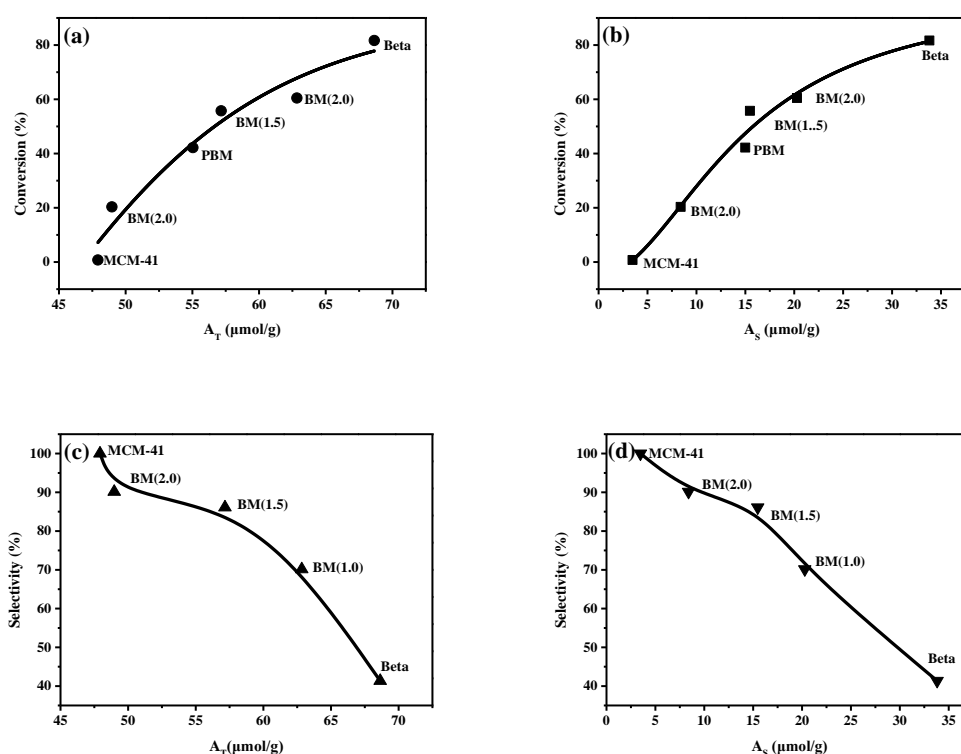 (a)
Beta
BM(2.0)
BM(1.5)
PBM
BM(2.0)
MCM-41
Conversion (%)
80
60
40
20
0
45 50 55 60 65 70
A_T (μmol/g)
(b)
Beta
BM(2.0)
BM(1..5)
PBM
BM(2.0)
MCM-41
Conversion (%)
80
60
40
20
0
0 5 10 15 20 25 30 35
A_S (μmol/g)
(c)
MCM-41
BM(2.0)
BM(1.5)
BM(1.0)
Beta
Selectivity (%)
100
90
80
70
60
50
40
45 50 55 60 65 70
A_T(μmol/g)
(d)
MCM-41
BM(2.0)
BM(1.5)
BM(1.0)
Beta
Selectivity (%)
100
90
80
70
60
50
40
0 5 10 15 20 25 30 35
A_S (μmol/g)